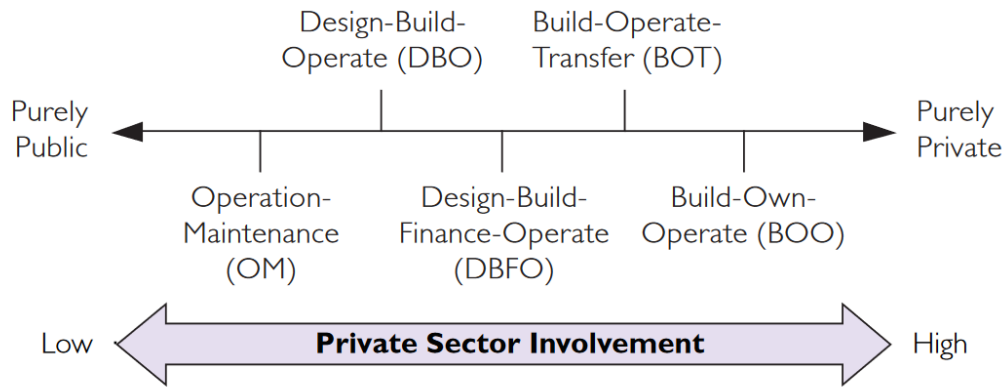 Design-Build-
Operate (DBO)
Build-Operate-
Transfer (BOT)
Purely
Public
Purely
Private
Operation-
Maintenance
(OM)
Design-Build-
Finance-Operate
(DBFO)
Build-Own-
Operate (BOO)
Low
Private Sector Involvement
High